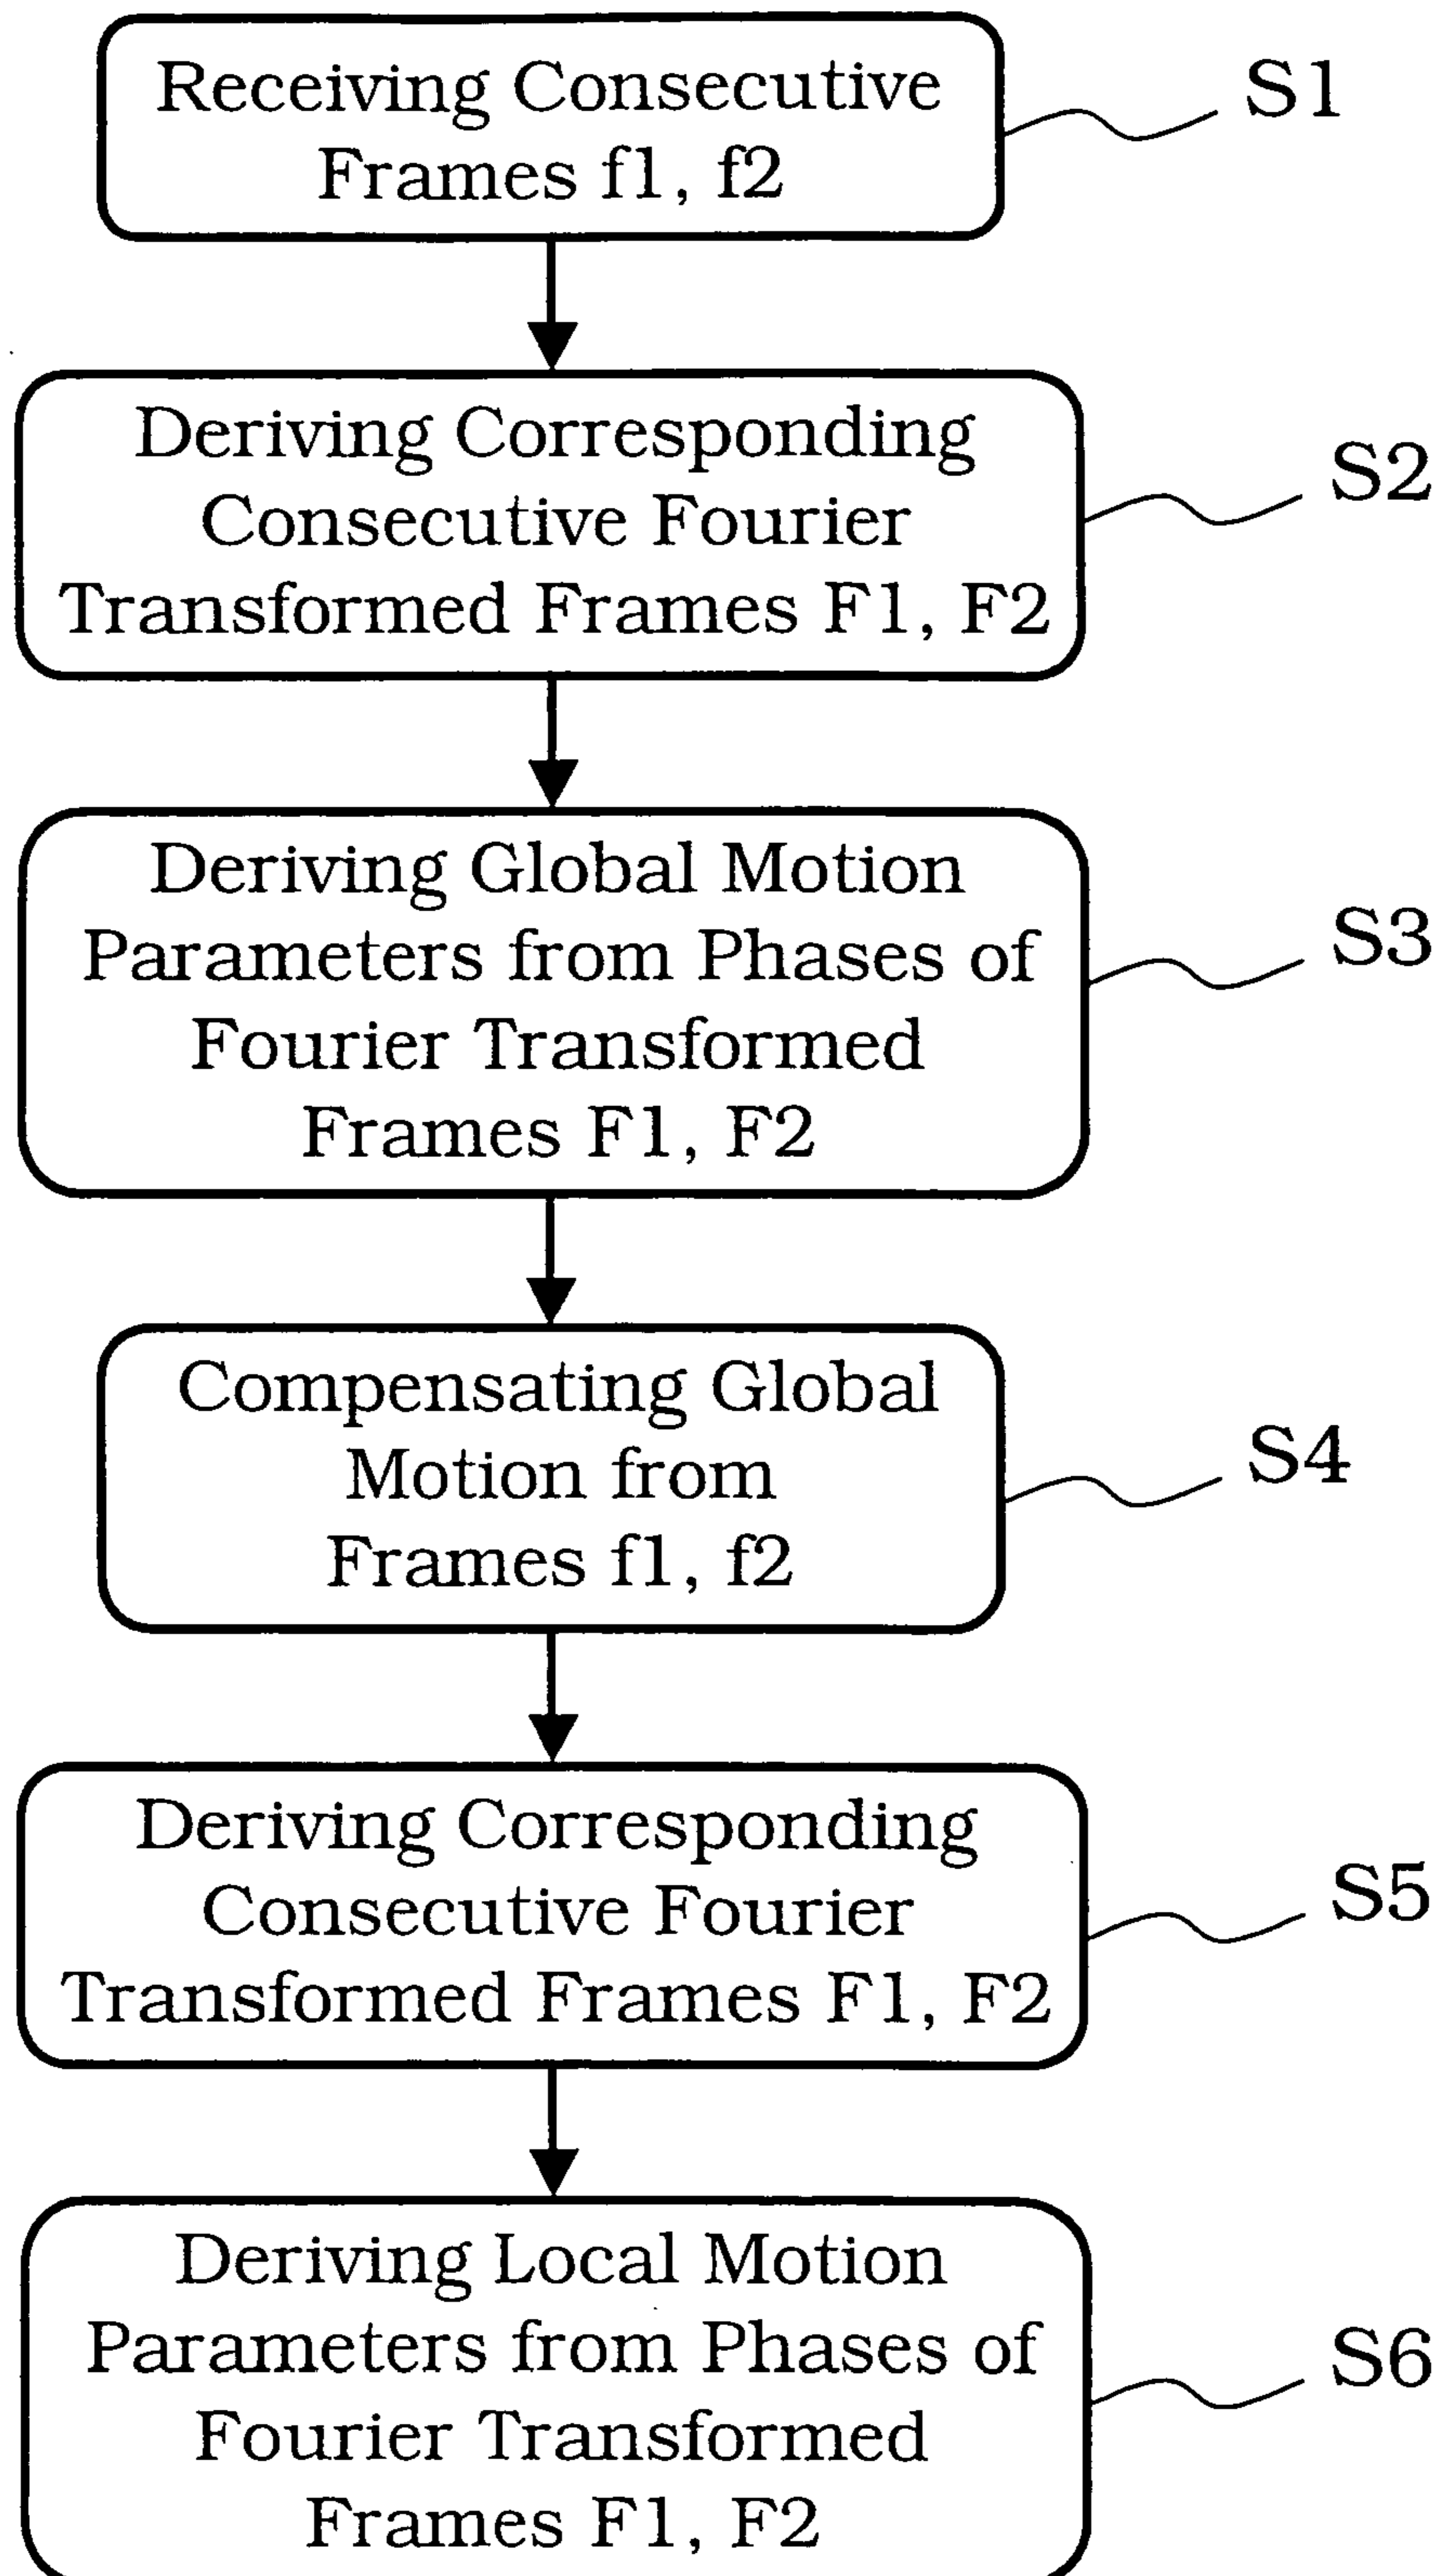 Receiving Consecutive
Frames f1, f2
S1
Deriving Corresponding
Consecutive Fourier
Transformed Frames F1, F2
S2
Deriving Global Motion
Parameters from Phases of
Fourier Transformed
Frames F1, F2
S3
Compensating Global
Motion from
Frames f1, f2
S4
Deriving Corresponding
Consecutive Fourier
Transformed Frames F1, F2
S5
Deriving Local Motion
Parameters from Phases of
Fourier Transformed
Frames F1, F2
S6